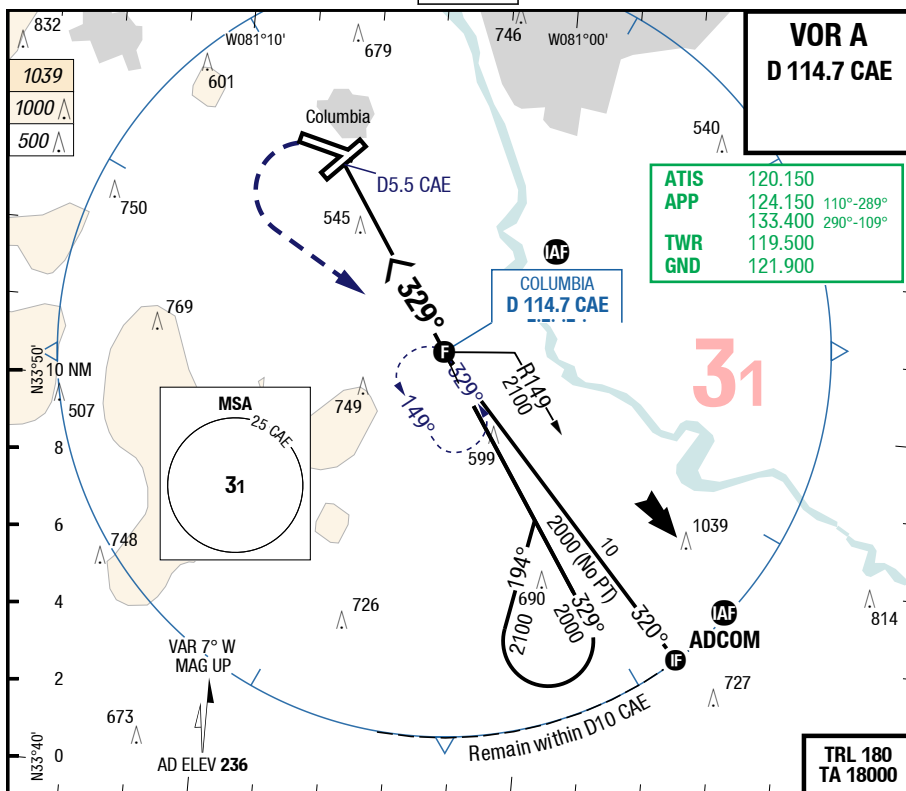 832
W081°10'
679
746
W081°00'
VOR A
D 114.7 CAE
601
1039
1000
500
Columbia
540
D5.5 CAE
ATIS 120.150
APP 124.150 110°-289°
133.400 290°-109°
TWR 119.500
GND 121.900
750
545
IAF
COLUMBIA
D 114.7 CAE
329°
769
F
31
N33°50'
10 NM
329°
R149
2100
507
MSA
25 CAE
31
749
149°
599
8
6
748
1039
10
2000 (No PT)
194°
2100
690
329°
2000
320°
4
726
IAF
ADCOM
814
VAR 7° W
MAG UP
IF
2
727
673
Remain within D10 CAE
N33°40'
0
AD ELEV 236
TRL 180
TA 18000